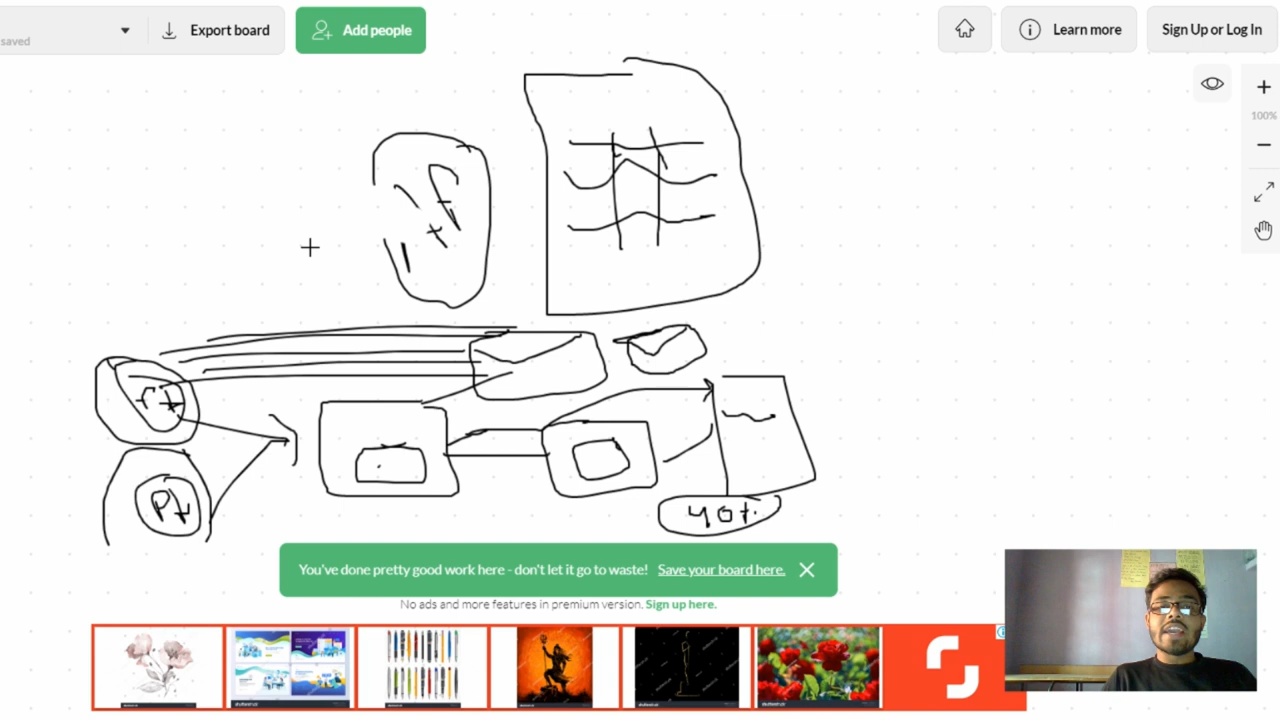 saved
Export board
Add people
Learn more
Sign Up or Log In
100%
Pt
40%
You've done pretty good work here - don't let it go to waste! Save your board here.
No ads and more features in premium version. Sign up here.